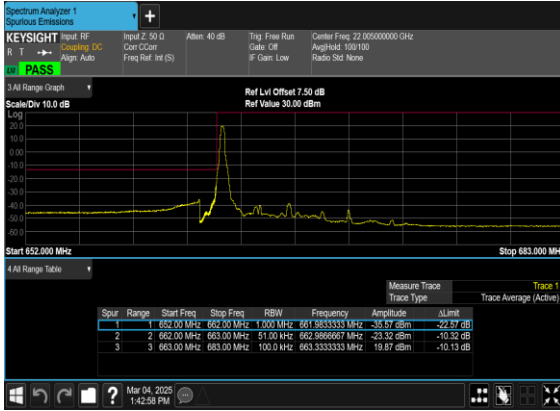 Spectrum Analyzer 1
Spurious Emissions
+
KEYSIGHT Input: RF Input Z: 50 Ω Atten: 40 dB Trig: Free Run Center Freq: 22.005000000 GHz
R T Coupling: DC Corr CCorr Gate: Off Avg|Hold: 100/100
Align: Auto Freq Ref: Int (S) IF Gain: Low Radio Std: None
PASS
3 All Range Graph
Ref Lvl Offset 7.50 dB
Scale/Div 10.0 dB Ref Value 30.00 dBm
Log
20.0
10.0
0.00
-10.0
-20.0
-30.0
-40.0
-50.0
-60.0
Start 652.000 MHz Stop 683.000 MH
4 All Range Table
Measure Trace Trace 1
Trace Type Trace Average (Active)
Spur Range Start Freq Stop Freq RBW Frequency Amplitude ΔLimit
1 1 652.00 MHz 662.00 MHz 1.000 MHz 661.9833333 MHz -35.57 dBm -22.57 dB
2 2 662.00 MHz 663.00 MHz 51.00 kHz 662.9866667 MHz -23.32 dBm -10.32 dB
3 3 663.00 MHz 683.00 MHz 100.0 kHz 663.3333333 MHz 19.87 dBm -10.13 dB
? Mar 04, 2025
1:42:58 PM